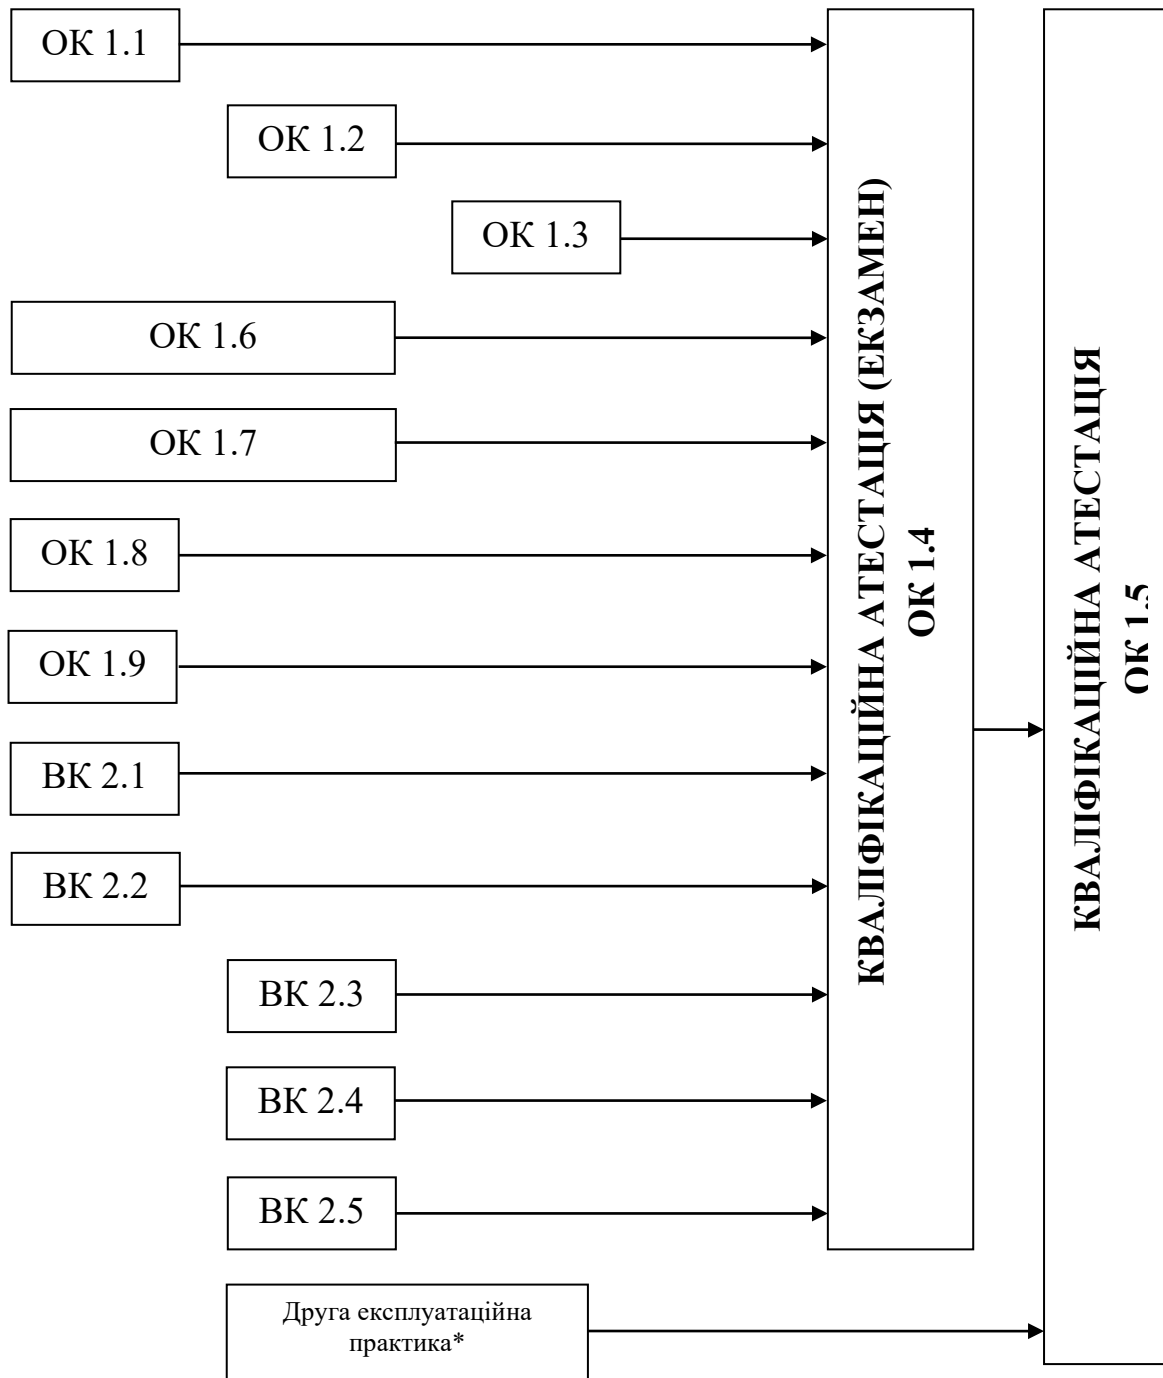 ОК 1.1
ОК 1.2
ОК 1.3
ОК 1.6
ОК 1.7
ОК 1.8
ОК 1.9
ВК 2.1
ВК 2.2
ВК 2.3
ВК 2.4
ВК 2.5
Друга експлуатаційна
практика*
КВАЛІФІКАЦІЙНА АТЕСТАЦІЯ (ЕКЗАМЕН)
ОК 1.4
КВАЛІФІКАЦІЙНА АТЕСТАЦІЯ
ОК 1.5